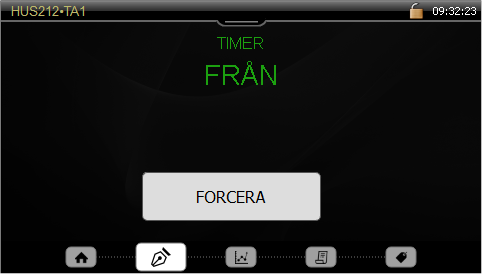 HUS212•TA1
09:32:23
TIMER
FRÅN
FORCERA